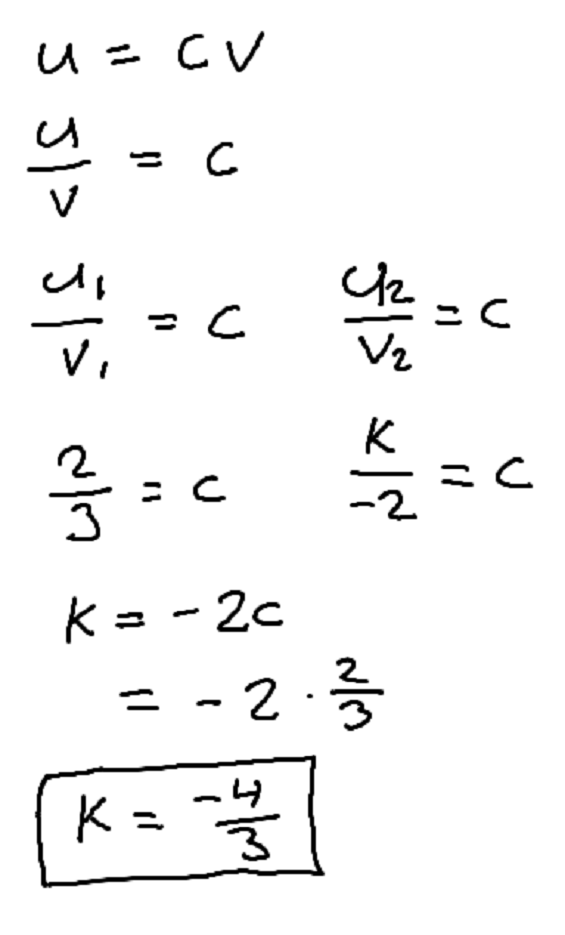 u = cv
u/v = c
u₁/v₁ = c    u₂/v₂ = c
2/3 = c    k/-2 = c
k = -2c
= -2 · 2/3
k = -4/3